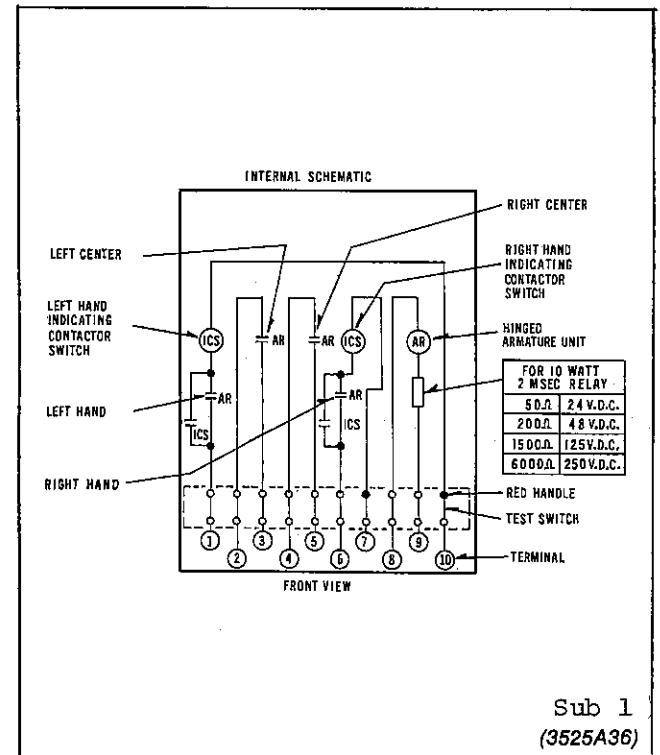 INTERNAL SCHEMATIC
RIGHT CENTER
LEFT CENTER
RIGHT HAND
INDICATING
CONTACTOR
SWITCH
LEFT HAND
INDICATING
CONTACTOR
SWITCH
ICS
AR
AR
ICS
AR
HINGED
ARMATURE UNIT
FOR 10 WATT
2 MSEC RELAY
50Ω 24 V.D.C.
200Ω 48 V.D.C.
1500Ω 125V.D.C.
6000Ω 250V.D.C.
LEFT HAND
AR
ICS
AR
ICS
RIGHT HAND
RED HANDLE
TEST SWITCH
1 2 3 4 5 6 7 8 9 10
TERMINAL
FRONT VIEW
Sub 1
(3525A36)